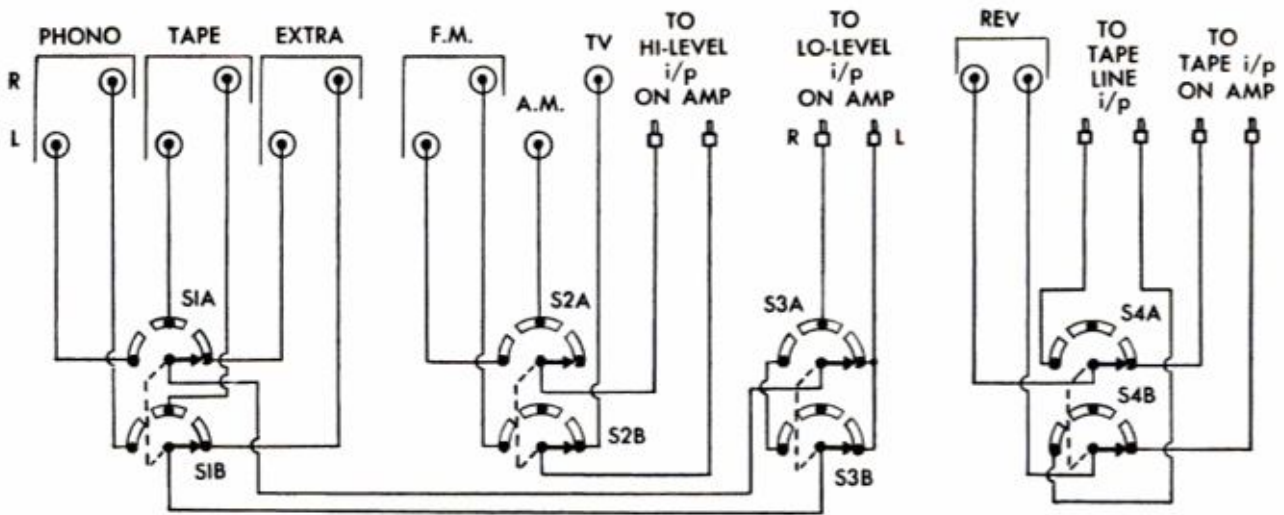 PHONO
TAPE
EXTRA
R
L
F.M.
A.M.
TV
TO
HI-LEVEL
i/p
ON AMP
TO
LO-LEVEL
i/p
ON AMP
R
L
REV
TO
TAPE
LINE
i/p
TO
TAPE i/p
ON AMP
S1A
S1B
S2A
S2B
S3A
S3B
S4A
S4B